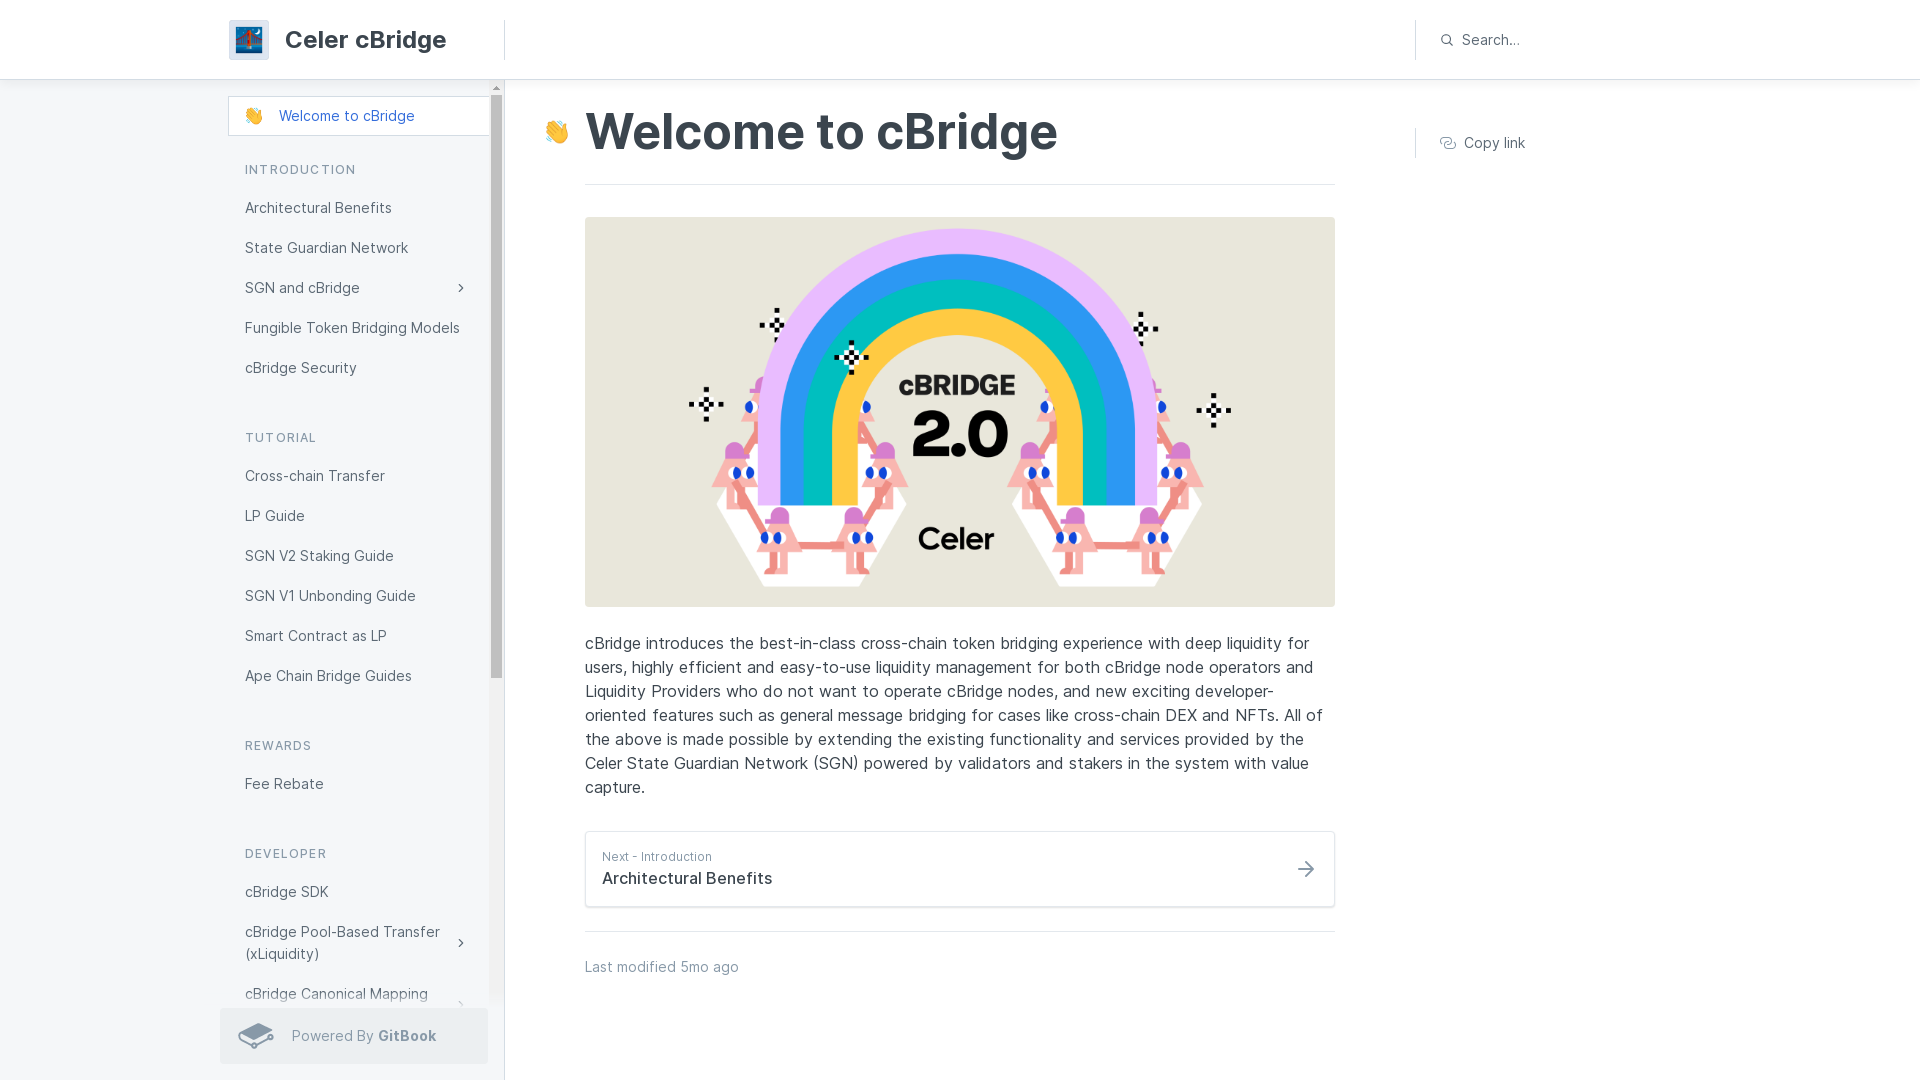 Celer cBridge
Search...
Welcome to cBridge
INTRODUCTION
Architectural Benefits
State Guardian Network
SGN and cBridge
Fungible Token Bridging Models
cBridge Security
TUTORIAL
Cross-chain Transfer
LP Guide
SGN V2 Staking Guide
SGN V1 Unbonding Guide
Smart Contract as LP
Ape Chain Bridge Guides
REWARDS
Fee Rebate
DEVELOPER
cBridge SDK
cBridge Pool-Based Transfer
(xLiquidity)
cBridge Canonical Mapping
Powered By GitBook
Welcome to cBridge
Copy link
cBRIDGE
2.0
Celer
cBridge introduces the best-in-class cross-chain token bridging experience with deep liquidity for
users, highly efficient and easy-to-use liquidity management for both cBridge node operators and
Liquidity Providers who do not want to operate cBridge nodes, and new exciting developer-
oriented features such as general message bridging for cases like cross-chain DEX and NFTs. All of
the above is made possible by extending the existing functionality and services provided by the
Celer State Guardian Network (SGN) powered by validators and stakers in the system with value
capture.
Next - Introduction
Architectural Benefits
Last modified 5mo ago